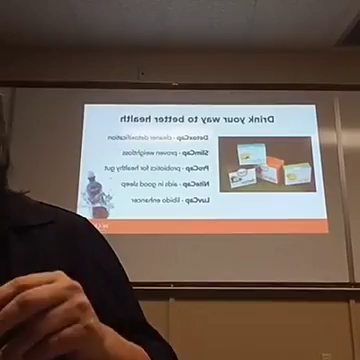 Drink your way to better health
DetoxCap - cleaner detoxification
SlimCap - proven weightloss
ProCap - probiotics for healthy gut
NiteCap - aids in good sleep
LuvCap - libido enhancer